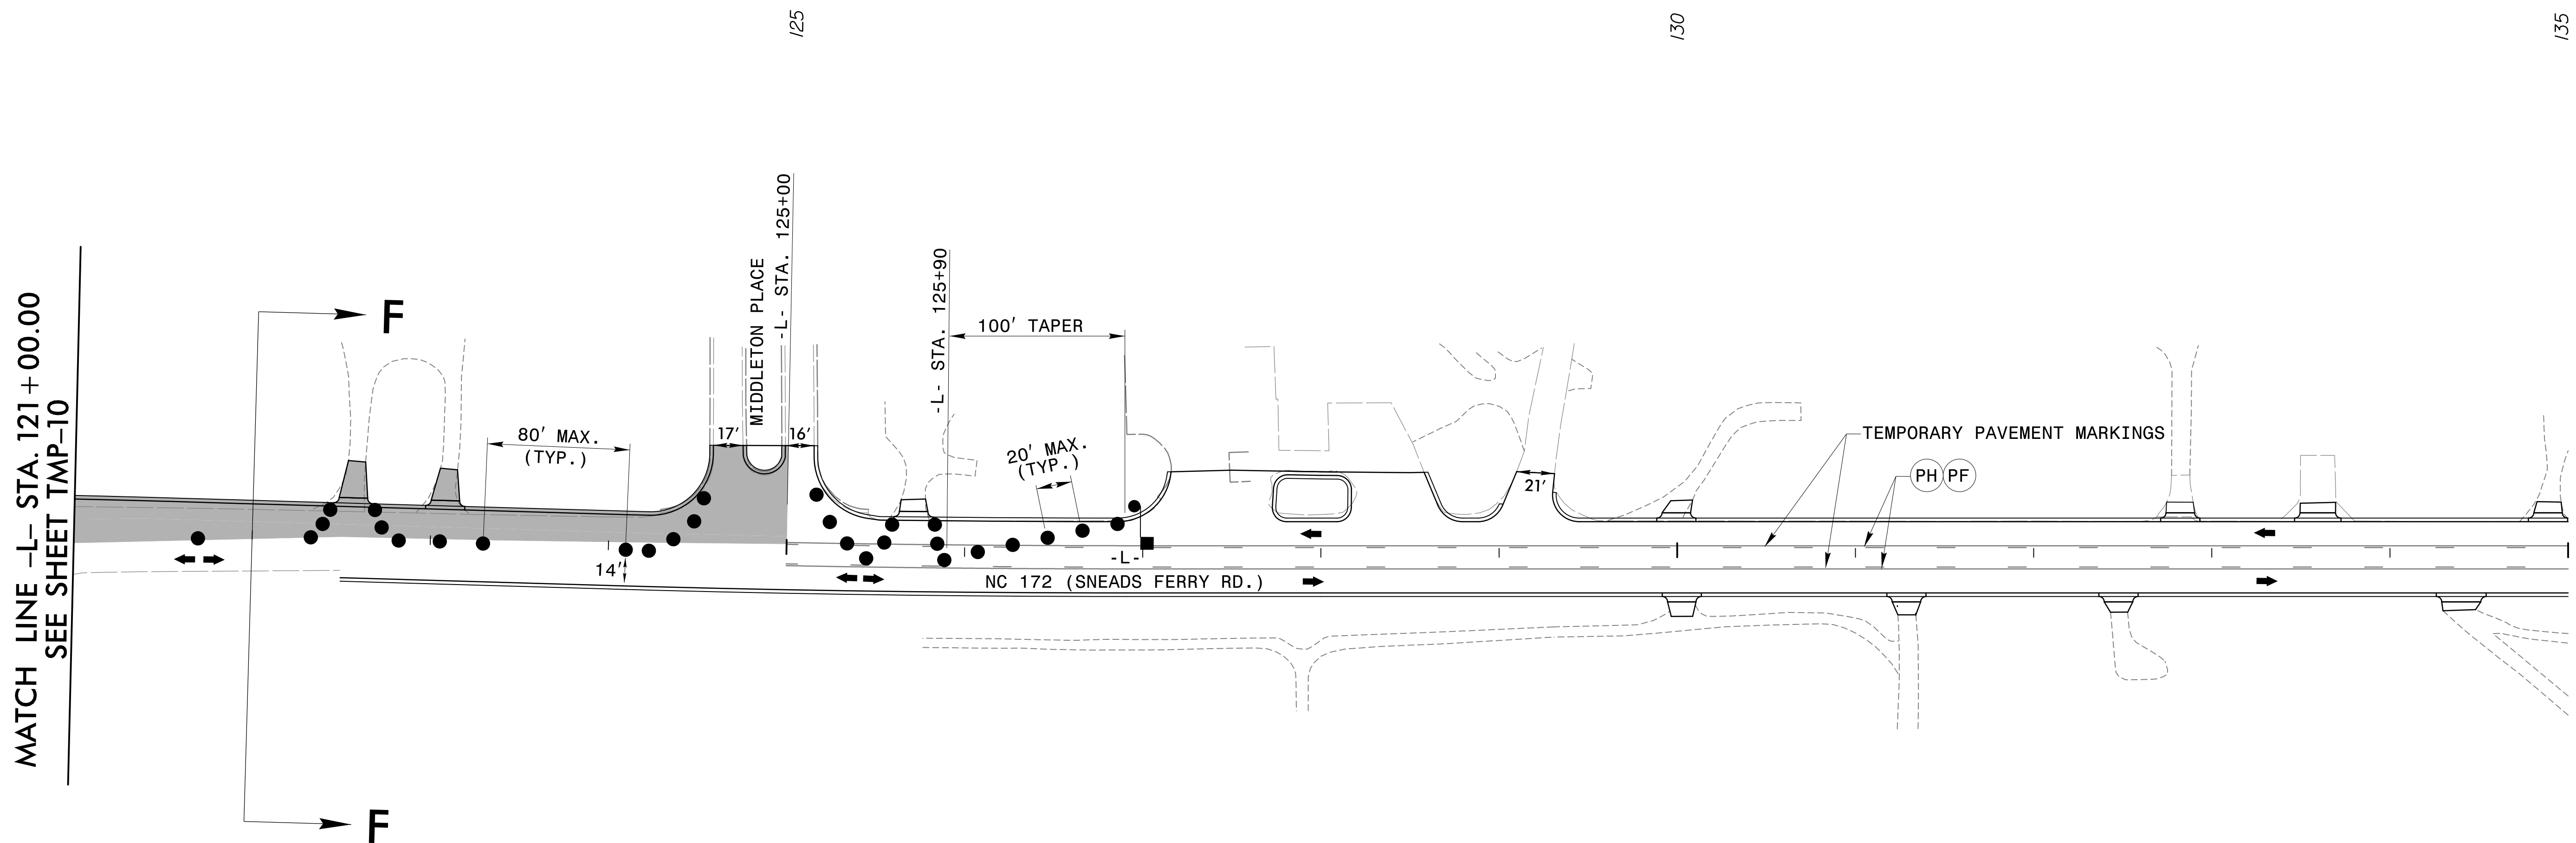 125
130
135
MATCH LINE –L– STA. 121+00.00
SEE SHEET TMP–10
F
F
80' MAX.
(TYP.)
14'
17'
MIDDLETON PLACE
-L- STA. 125+00
16'
-L- STA. 125+90
100' TAPER
20' MAX.
(TYP.)
-L-
NC 172 (SNEADS FERRY RD.)
21'
TEMPORARY PAVEMENT MARKINGS
PH PF